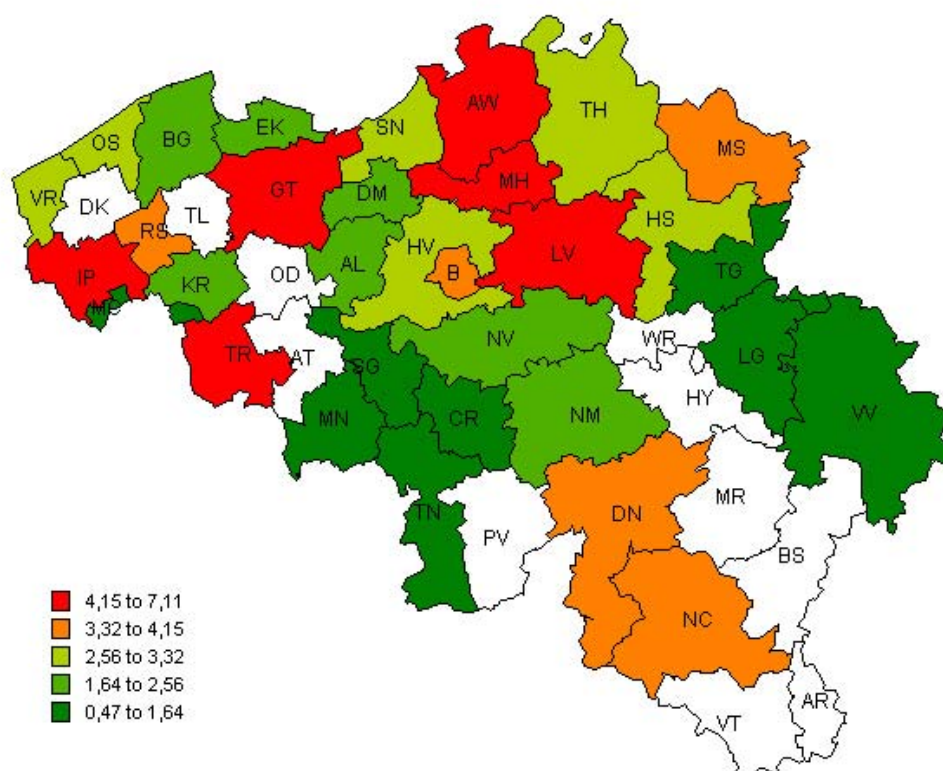 AW
TH
EK
SN
OS
BG
MS
VR
DK
TL
GT
DM
MH
RS
HS
HV
B
LV
IP
KR
OD
AL
TG
NV
WR
LG
TR
AT
SG
HY
VV
MN
CR
NM
MR
TN
PV
DN
BS
NC
AR
VT
4,15 to 7,11
3,32 to 4,15
2,56 to 3,32
1,64 to 2,56
0,47 to 1,64